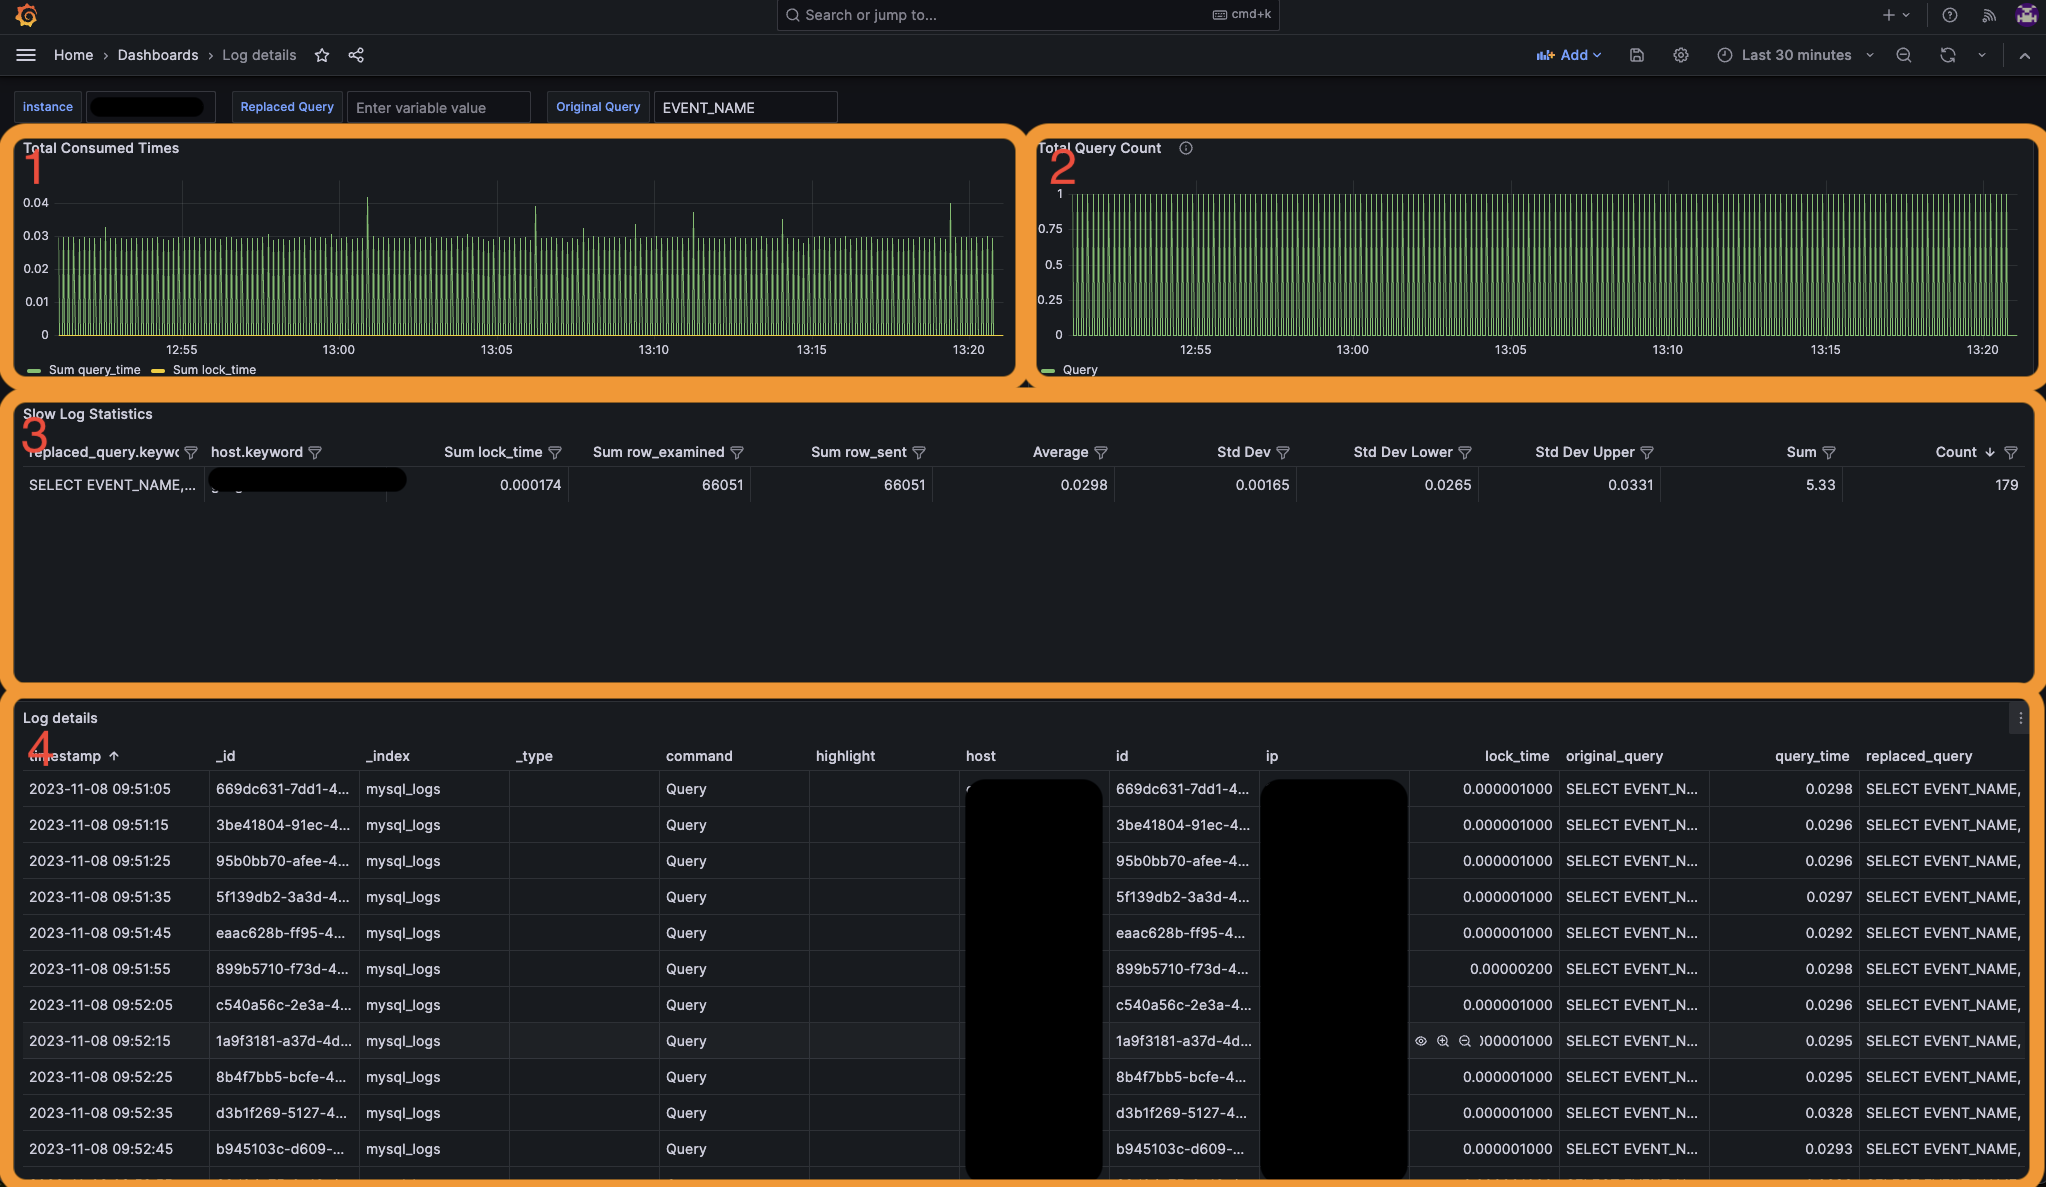 Search or jump to... cmd+k
Home › Dashboards › Log details Add Last 30 minutes
instance Replaced Query Enter variable value Original Query EVENT_NAME
Total Consumed Times
1
0.04
0.03
0.02
0.01
0
12:55 13:00 13:05 13:10 13:15 13:20
Sum query_time Sum lock_time
Total Query Count
2
1
0.75
0.5
0.25
0
12:55 13:00 13:05 13:10 13:15 13:20
Query
Slow Log Statistics
3
replaced_query.keywo host.keyword Sum lock_time Sum row_examined Sum row_sent Average Std Dev Std Dev Lower Std Dev Upper Sum Count
SELECT EVENT_NAME,... 0.000174 66051 66051 0.0298 0.00165 0.0265 0.0331 5.33 179
Log details
4
timestamp _id _index _type command highlight host id ip lock_time original_query query_time replaced_query
2023-11-08 09:51:05 669dc631-7dd1-4... mysql_logs Query 669dc631-7dd1-4... 0.000001000 SELECT EVENT_N... 0.0298 SELECT EVENT_NAME,
2023-11-08 09:51:15 3be41804-91ec-4... mysql_logs Query 3be41804-91ec-4... 0.000001000 SELECT EVENT_N... 0.0296 SELECT EVENT_NAME,
2023-11-08 09:51:25 95b0bb70-afee-4... mysql_logs Query 95b0bb70-afee-4... 0.000001000 SELECT EVENT_N... 0.0296 SELECT EVENT_NAME,
2023-11-08 09:51:35 5f139db2-3a3d-4... mysql_logs Query 5f139db2-3a3d-4... 0.000001000 SELECT EVENT_N... 0.0297 SELECT EVENT_NAME,
2023-11-08 09:51:45 eaac628b-ff95-4... mysql_logs Query eaac628b-ff95-4... 0.000001000 SELECT EVENT_N... 0.0292 SELECT EVENT_NAME,
2023-11-08 09:51:55 899b5710-f73d-4... mysql_logs Query 899b5710-f73d-4... 0.00000200 SELECT EVENT_N... 0.0298 SELECT EVENT_NAME,
2023-11-08 09:52:05 c540a56c-2e3a-4... mysql_logs Query c540a56c-2e3a-4... 0.000001000 SELECT EVENT_N... 0.0296 SELECT EVENT_NAME,
2023-11-08 09:52:15 1a9f3181-a37d-4d... mysql_logs Query 1a9f3181-a37d-4d... 000001000 SELECT EVENT_N... 0.0295 SELECT EVENT_NAME,
2023-11-08 09:52:25 8b4f7bb5-bcfe-4... mysql_logs Query 8b4f7bb5-bcfe-4... 0.000001000 SELECT EVENT_N... 0.0295 SELECT EVENT_NAME,
2023-11-08 09:52:35 d3b1f269-5127-4... mysql_logs Query d3b1f269-5127-4... 0.000001000 SELECT EVENT_N... 0.0328 SELECT EVENT_NAME,
2023-11-08 09:52:45 b945103c-d609-... mysql_logs Query b945103c-d609-... 0.000001000 SELECT EVENT_N... 0.0293 SELECT EVENT_NAME,